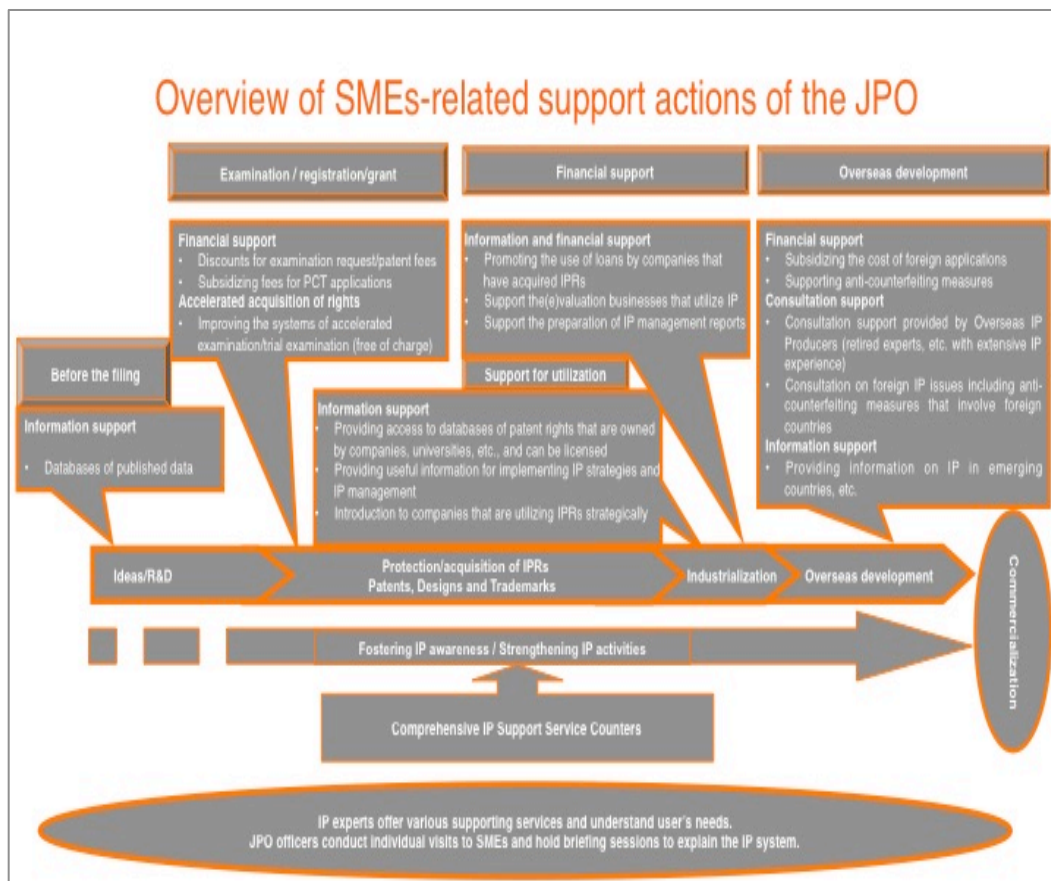 Overview of SMEs-related support actions of the JPO
Examination / registration/grant
Financial support
Overseas development
Financial support
• Discounts for examination request/patent fees
• Subsidizing fees for PCT applications
Accelerated acquisition of rights
• Improving the systems of accelerated
examination/trial examination (free of charge)
Information and financial support
• Promoting the use of loans by companies that
have acquired IPRs
• Support the(e)valuation businesses that utilize IP
• Support the preparation of IP management reports
Financial support
• Subsidizing the cost of foreign applications
• Supporting anti-counterfeiting measures
Consultation support
• Consultation support provided by Overseas IP
Producers (retired experts, etc. with extensive IP
experience)
• Consultation on foreign IP issues including anti-
counterfeiting measures that involve foreign
countries
Information support
• Providing information on IP in emerging
countries, etc.
Before the filing
Information support
• Databases of published data
Support for utilization
Information support
• Providing access to databases of patent rights that are owned
by companies, universities, etc., and can be licensed
• Providing useful information for implementing IP strategies and
IP management
• Introduction to companies that are utilizing IPRs strategically
Ideas/R&D
Protection/acquisition of IPRs
Patents, Designs and Trademarks
Industrialization
Overseas development
Commercialization
Fostering IP awareness / Strengthening IP activities
Comprehensive IP Support Service Counters
IP experts offer various supporting services and understand user's needs.
JPO officers conduct individual visits to SMEs and hold briefing sessions to explain the IP system.